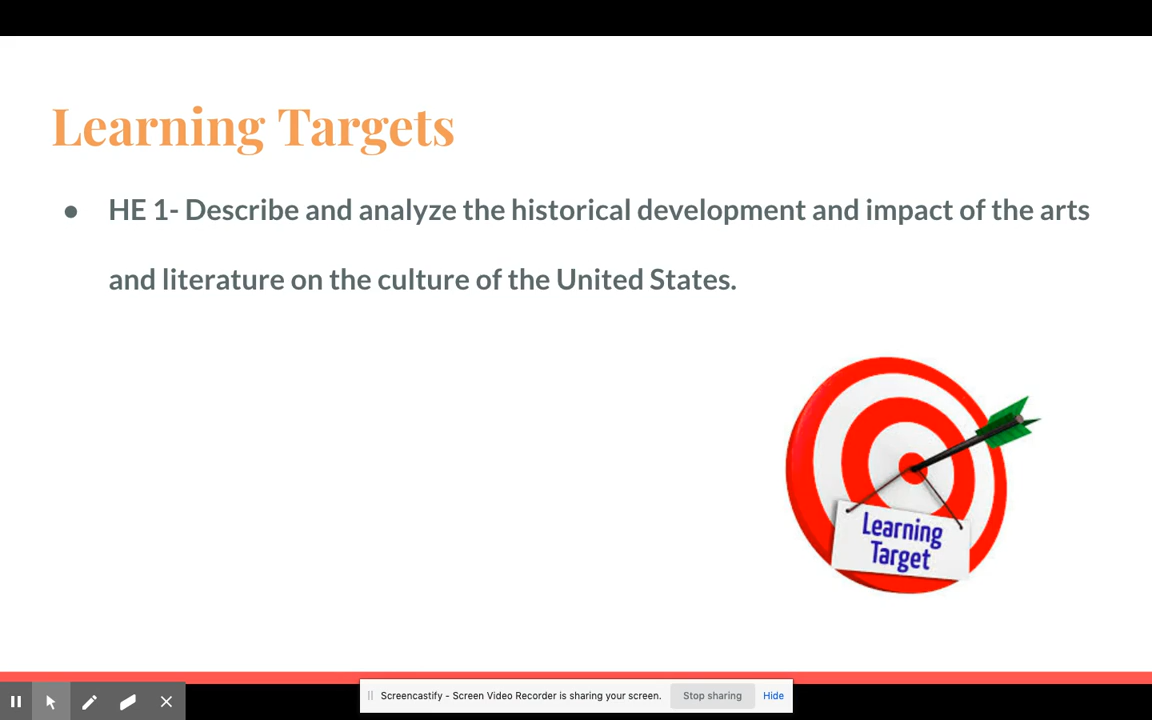 Learning Targets
● HE 1- Describe and analyze the historical development and impact of the arts
and literature on the culture of the United States.
Learning
Target
Screencastify - Screen Video Recorder is sharing your screen. Stop sharing Hide